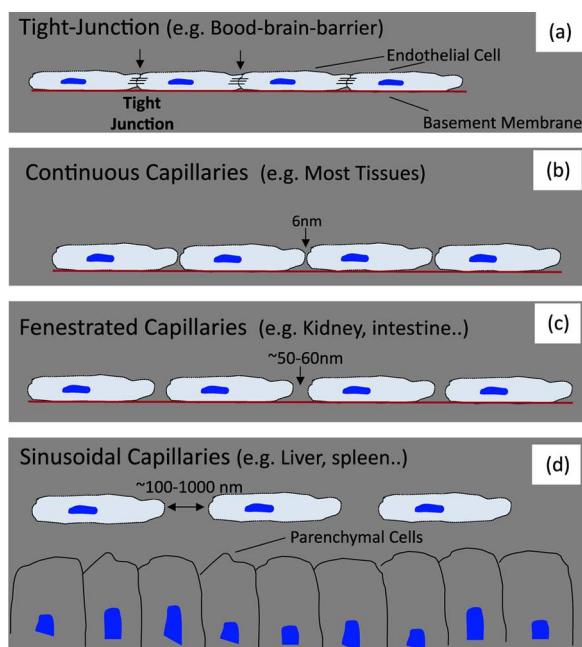 Tight-Junction (e.g. Bood-brain-barrier)
(a)
Endothelial Cell
Tight
Junction
Basement Membrane
Continuous Capillaries (e.g. Most Tissues)
(b)
6nm
Fenestrated Capillaries (e.g. Kidney, intestine..)
(c)
~50-60nm
Sinusoidal Capillaries (e.g. Liver, spleen..)
(d)
~100-1000 nm
Parenchymal Cells